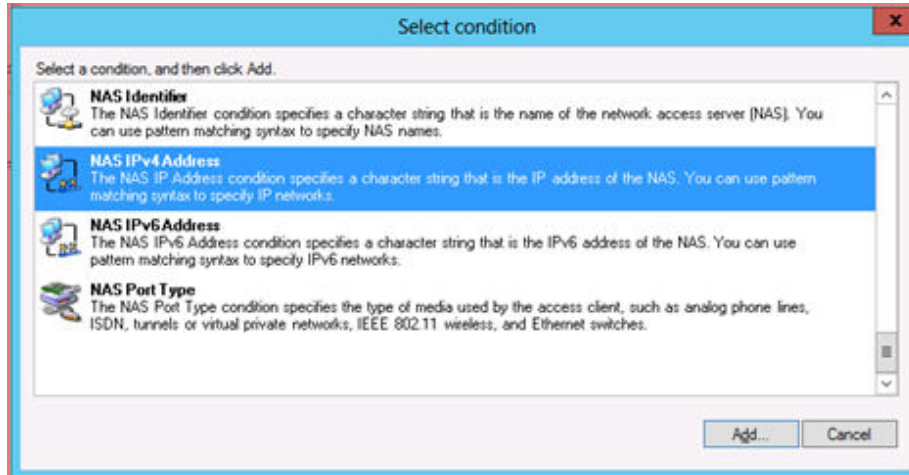 Select condition
x
Select a condition, and then click Add.
NAS Identifier
The NAS Identifier condition specifies a character string that is the name of the network access server (NAS). You
can use pattern matching syntax to specify NAS names.
NAS IPv4 Address
The NAS IP Address condition specifies a character string that is the IP address of the NAS. You can use pattern
matching syntax to specify IP networks.
NAS IPv6 Address
The NAS IPv6 Address condition specifies a character string that is the IPv6 address of the NAS. You can use
pattern matching syntax to specify IPv6 networks.
NAS Port Type
The NAS Port Type condition specifies the type of media used by the access client, such as analog phone lines,
ISDN, tunnels or virtual private networks, IEEE 802.11 wireless, and Ethernet switches.
Add... Cancel